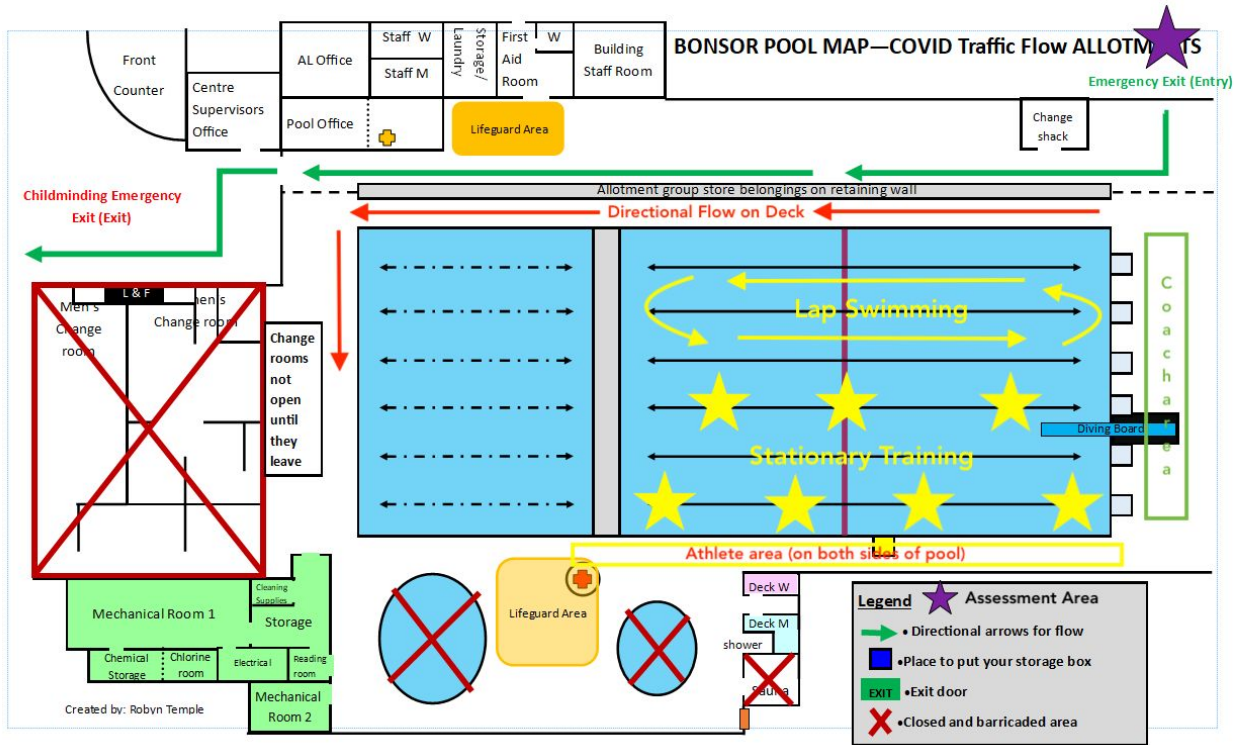 BONSOR POOL MAP—COVID Traffic Flow ALLOTM TS
Emergency Exit (Entry)
Front
Counter
Centre
Supervisors
Office
AL Office
Pool Office
Staff W
Staff M
Storage/
Laundry
First
Aid
Room
W
Building
Staff Room
Lifeguard Area
Change
shack
Allotment group store belongings on retaining wall
Directional Flow on Deck
Childminding Emergency
Exit (Exit)
L & F
Men's
Change
room
men's
Change room
Change
rooms
not
open
until
they
leave
Lap Swimming
Stationary Training
Diving Board
Coach area
Athlete area (on both sides of pool)
Mechanical Room 1
Cleaning
Supplies
Storage
Chemical
Storage
Chlorine
room
Electrical
Reading
room
Mechanical
Room 2
Created by: Robyn Temple
Lifeguard Area
Deck W
Deck M
shower
Sauna
Legend
Assessment Area
• Directional arrows for flow
•Place to put your storage box
EXIT •Exit door
•Closed and barricaded area